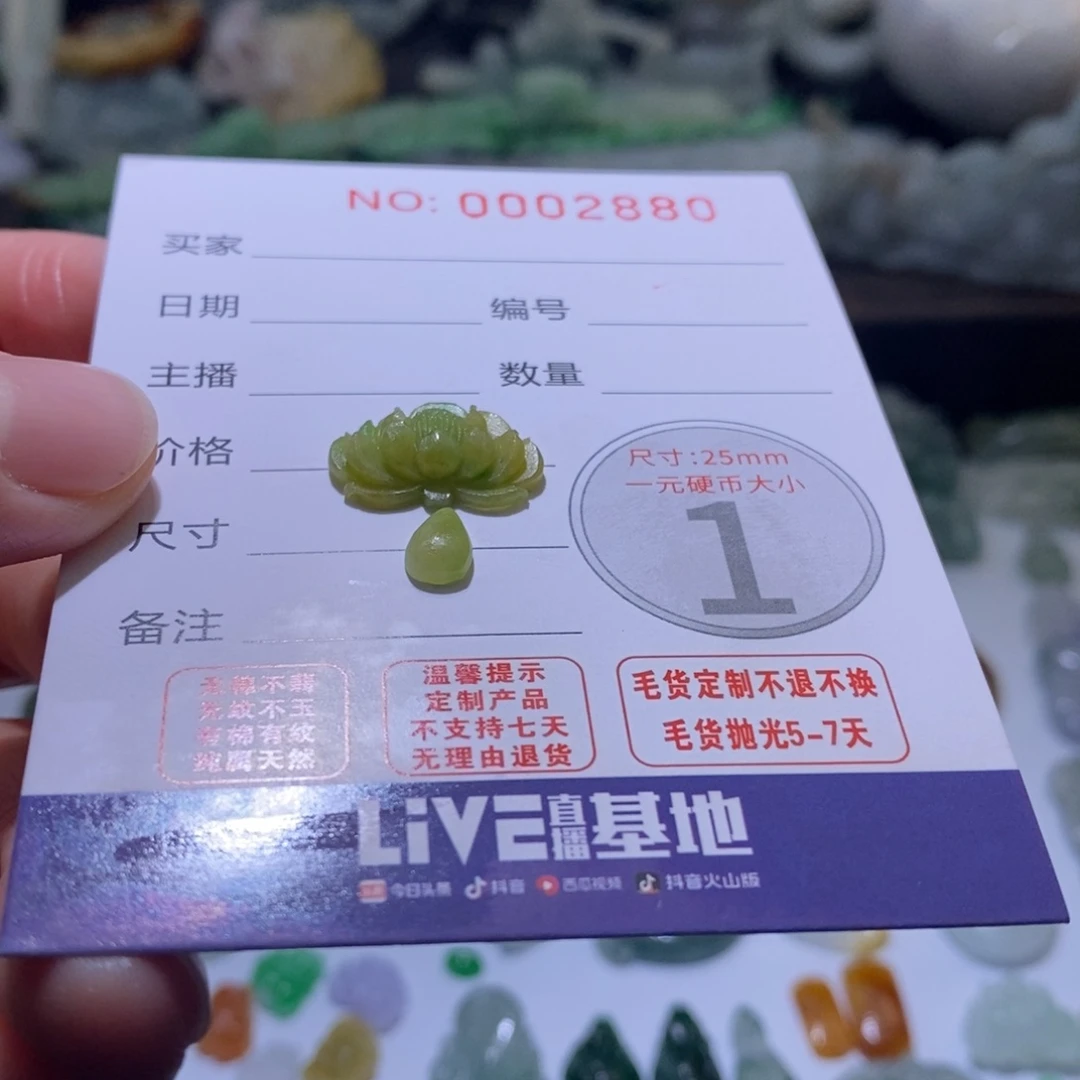 NO: 0002880
买家
日期 编号
主播 数量
价格
尺寸
备注
尺寸:25mm
一元硬币大小
1
无棉不翡
无纹不玉
有棉有纹
纯属天然
温馨提示
定制产品
不支持七天
无理由退货
毛货定制不退不换
毛货抛光5-7天
LiVE直播基地
今日头条 抖音 西瓜视频 抖音火山版